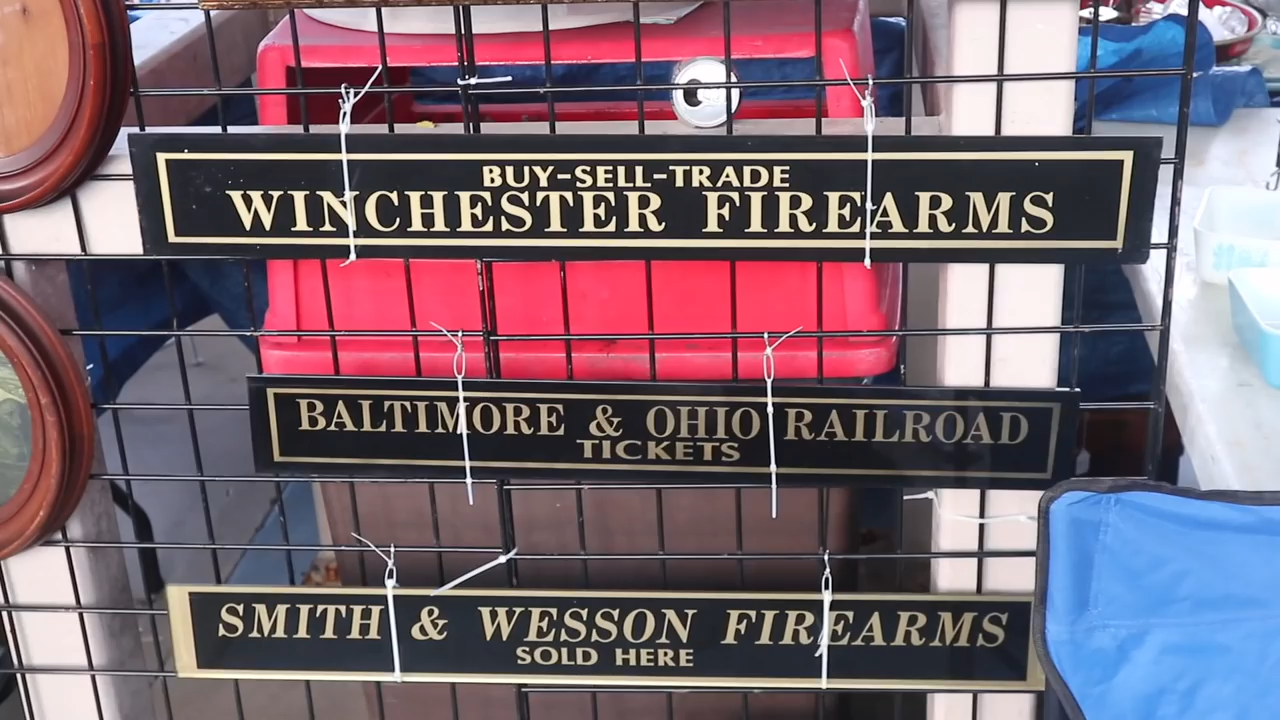 BUY-SELL-TRADE
WINCHESTER FIREARMS
BALTIMORE & OHIO RAILROAD
TICKETS
SMITH & WESSON FIREARMS
SOLD HERE